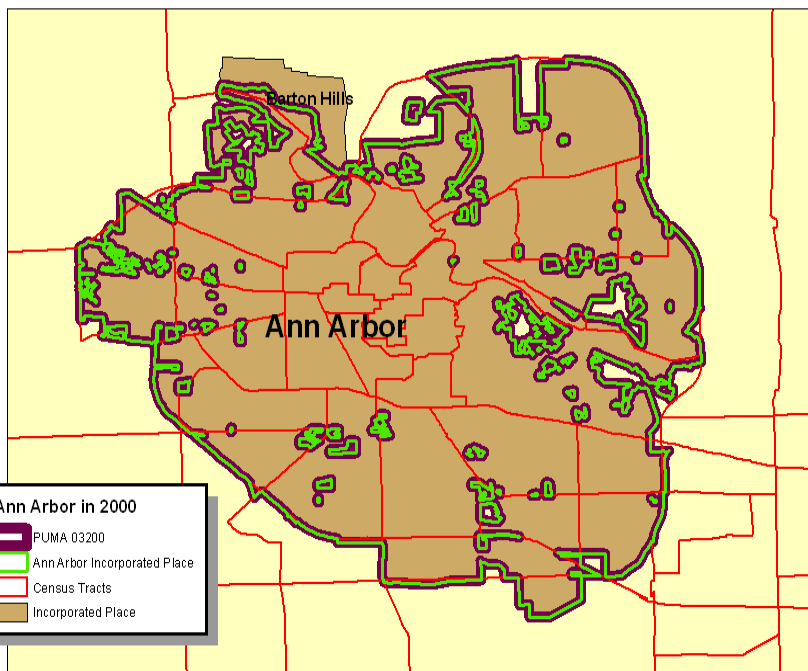 Barton Hills
Ann Arbor
Ann Arbor in 2000
PUMA 03200
Ann Arbor Incorporated Place
Census Tracts
Incorporated Place